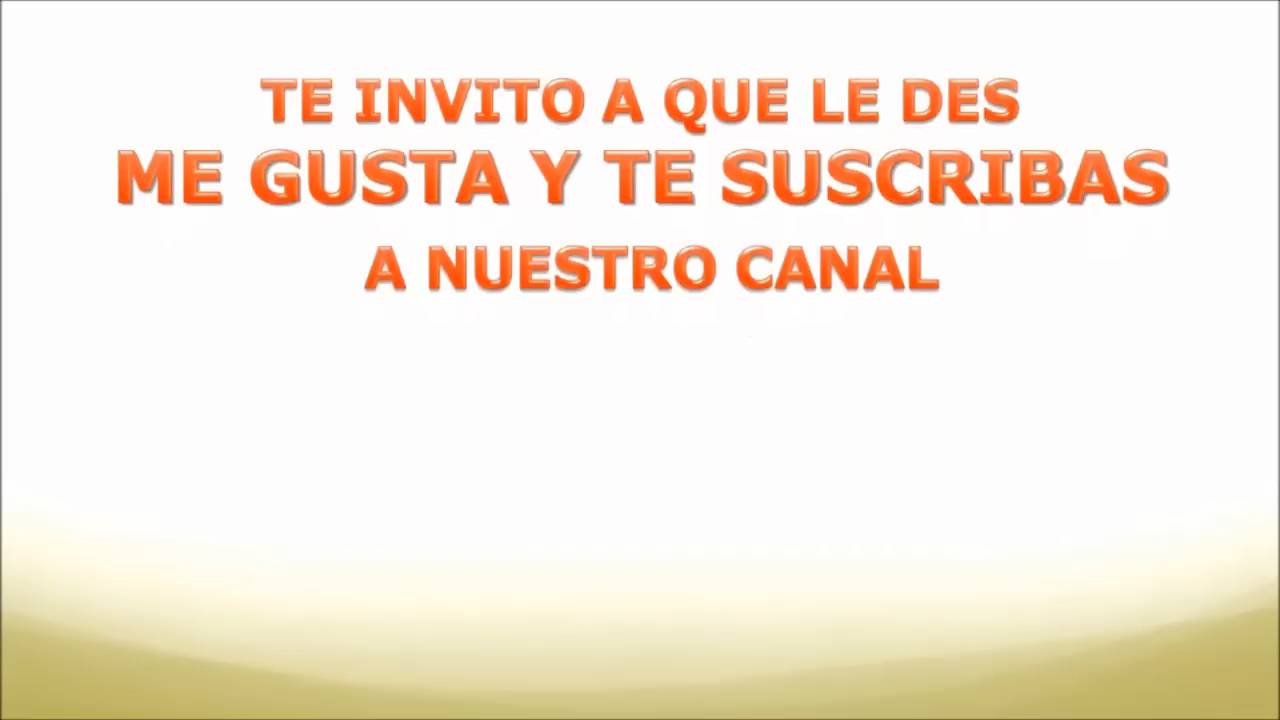 TE INVITO A QUE LE DES
ME GUSTA Y TE SUSCRIBAS
A NUESTRO CANAL